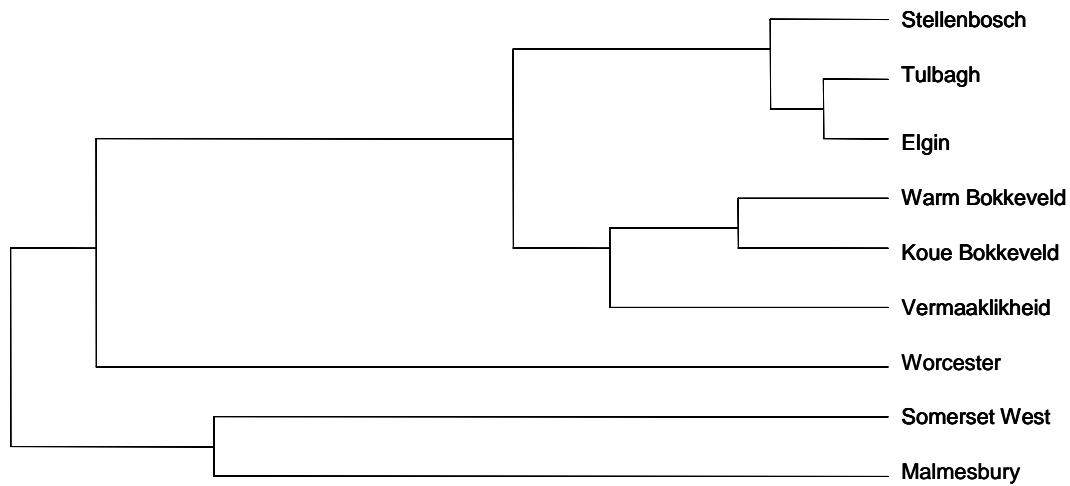 Stellenbosch
Tulbagh
Elgin
Warm Bokkeveld
Koue Bokkeveld
Vermaaklikheid
Worcester
Somerset West
Malmesbury